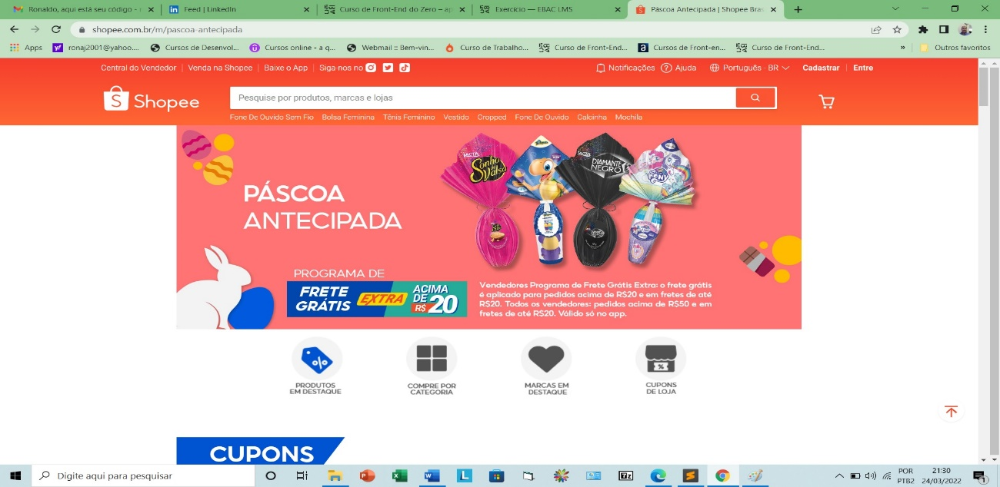 Ronaldo, aqui está seu código -
Feed | LinkedIn
Curso de Front-End do Zero – ap
Exercício — EBAC LMS
Páscoa Antecipada | Shopee Bras
shopee.com.br/m/pascoa-antecipada
Apps
ronaj2001@yahoo....
Cursos de Desenvol...
Cursos online - a q...
Webmail :: Bem-vin...
Curso de Trabalho...
Curso de Front-End...
Cursos de Front-en...
Curso de Front-End...
»
Outros favoritos
Central do Vendedor | Venda na Shopee | Baixe o App | Siga-nos no
Notificações
Ajuda
Português - BR
Cadastrar | Entre
Shopee
Pesquise por produtos, marcas e lojas
Fone De Ouvido Sem Fio Bolsa Feminina Tênis Feminino Vestido Cropped Fone De Ouvido Calcinha Mochila
PÁSCOA
ANTECIPADA
LACTA
Sonho de Valsa
LACTA
DIAMANTE NEGRO
PONY
PROGRAMA DE
FRETE GRÁTIS EXTRA ACIMA DE R$20
Vendedores Programa de Frete Grátis Extra: o frete grátis
é aplicado para pedidos acima de R$20 e em fretes de até
R$20. Todos os vendedores: pedidos acima de R$50 e em
fretes de até R$20. Válido só no app.
PRODUTOS
EM DESTAQUE
COMPRE POR
CATEGORIA
MARCAS EM
DESTAQUE
CUPONS
DE LOJA
CUPONS
Digite aqui para pesquisar
POR
PTB2
21:30
24/03/2022
1